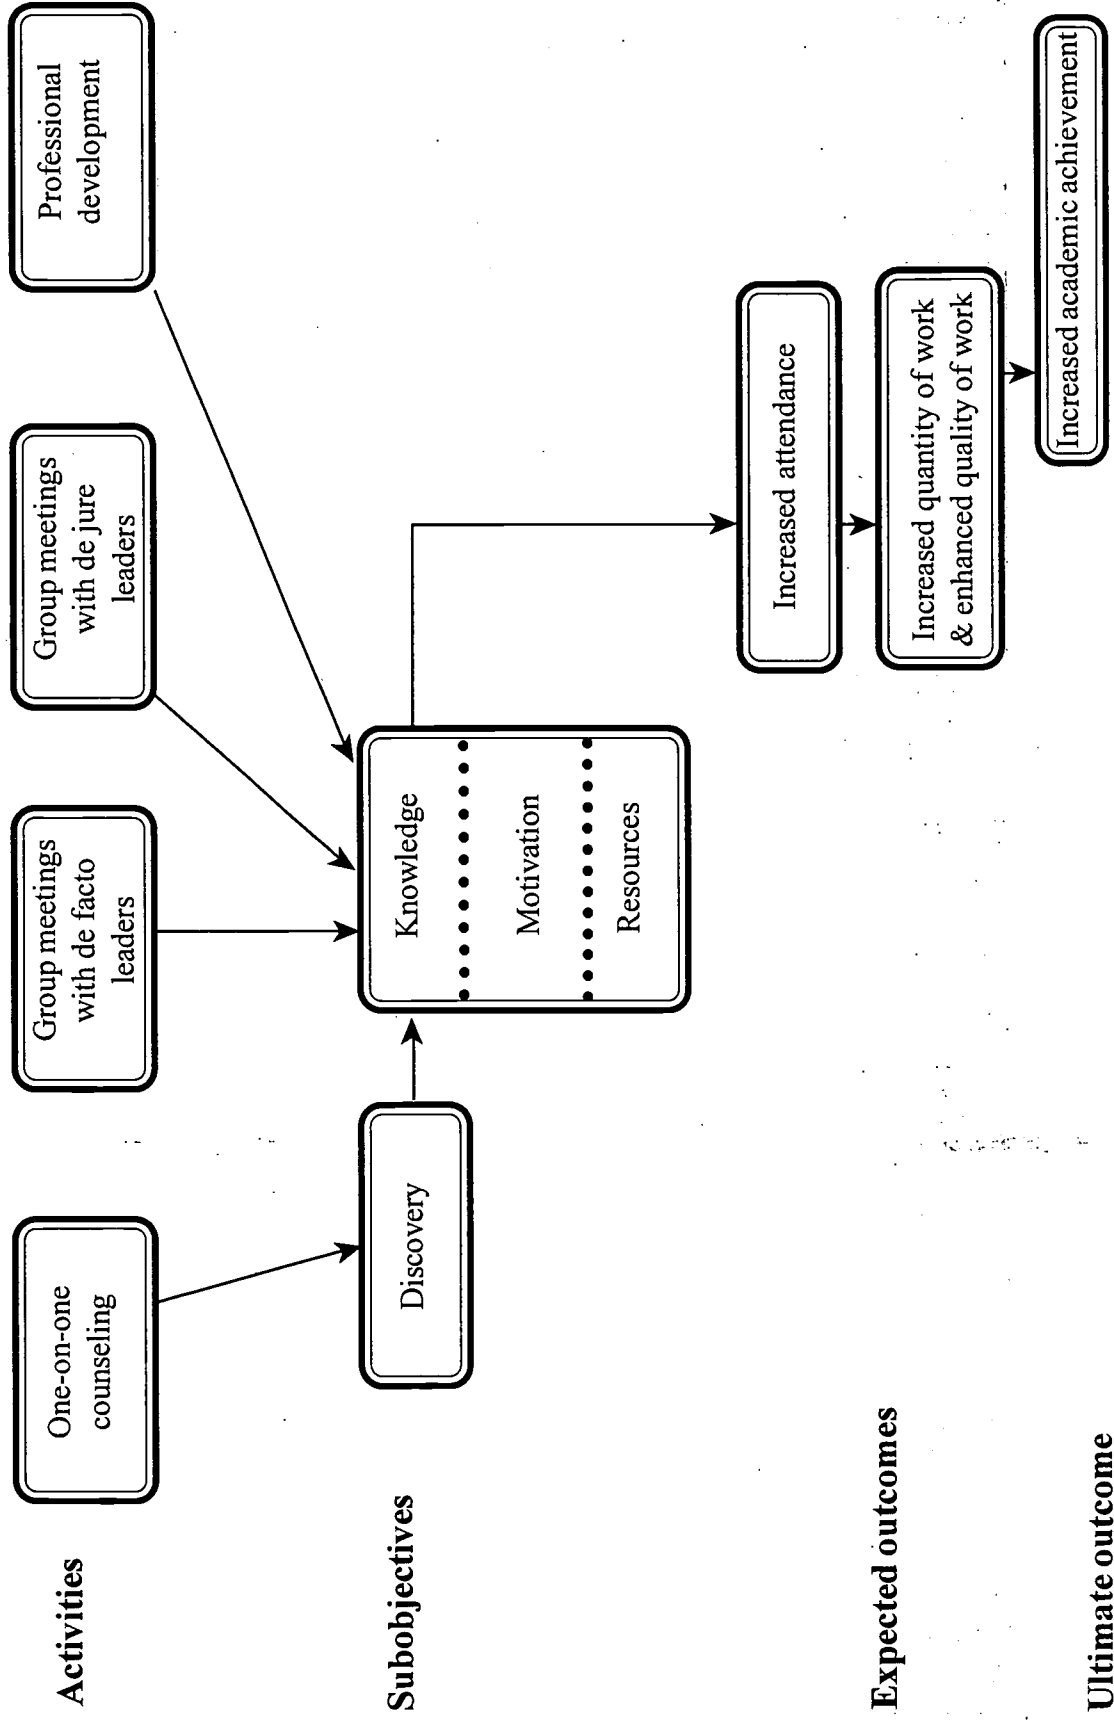 Activities
One-on-one
counseling
Group meetings
with de facto
leaders
Group meetings
with de jure
leaders
Professional
development
Subobjectives
Discovery
Knowledge
Motivation
Resources
Expected outcomes
Increased attendance
Increased quantity of work
& enhanced quality of work
Ultimate outcome
Increased academic achievement